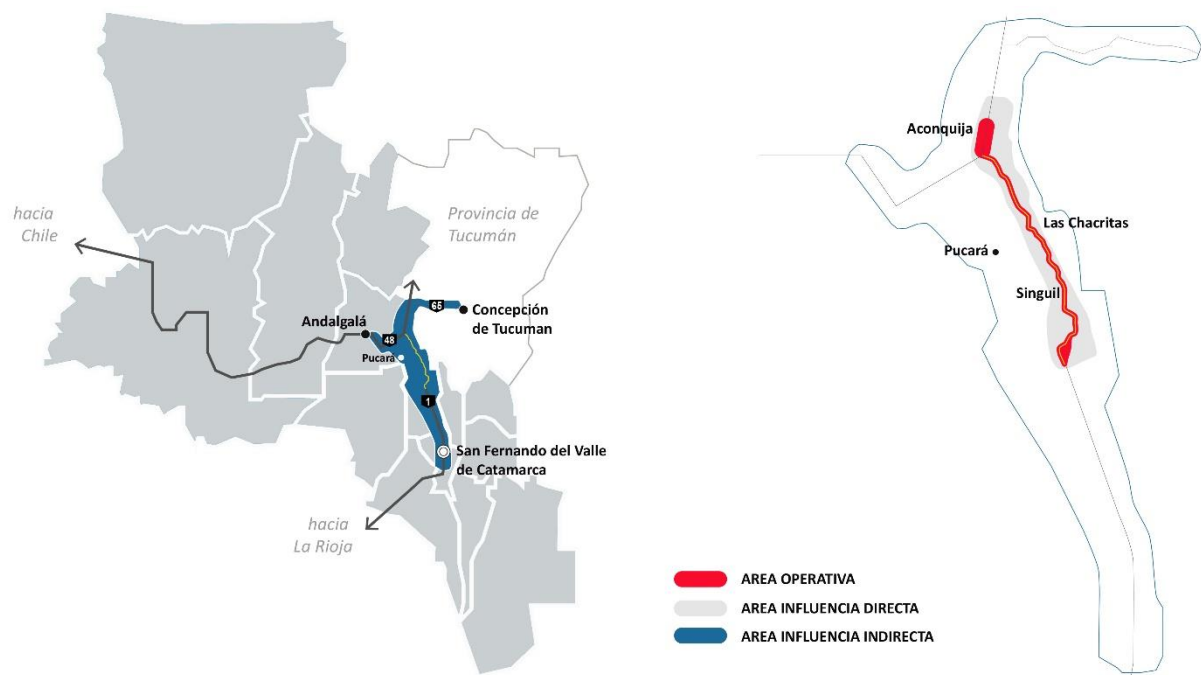 hacia
Chile
Provincia de
Tucumán
65
Concepción
de Tucuman
Andalgalá
48
Pucará
1
San Fernando del Valle
de Catamarca
hacia
La Rioja
Aconquija
Las Chacritas
Pucará
Singuil
AREA OPERATIVA
AREA INFLUENCIA DIRECTA
AREA INFLUENCIA INDIRECTA